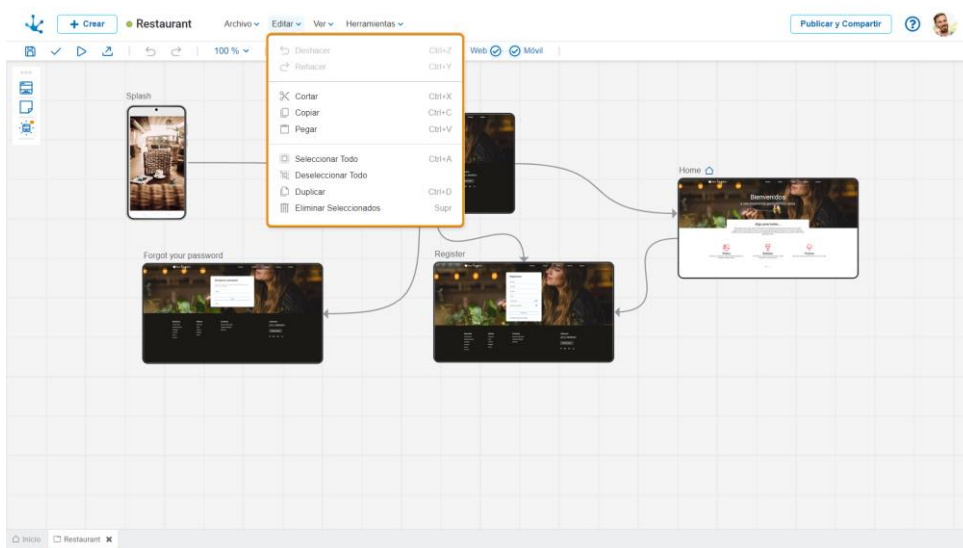 Crear
Restaurant
Archivo
Editar
Ver
Herramientas
Publicar y Compartir
100 %
Web
Móvil
Deshacer Ctrl+Z
Rehacer Ctrl+Y
Cortar Ctrl+X
Copiar Ctrl+C
Pegar Ctrl+V
Seleccionar Todo Ctrl+A
Deseleccionar Todo
Duplicar Ctrl+D
Eliminar Seleccionados Supr
Splash
Home
Bienvenidos
Forgot your password
Register
Inicio
Restaurant